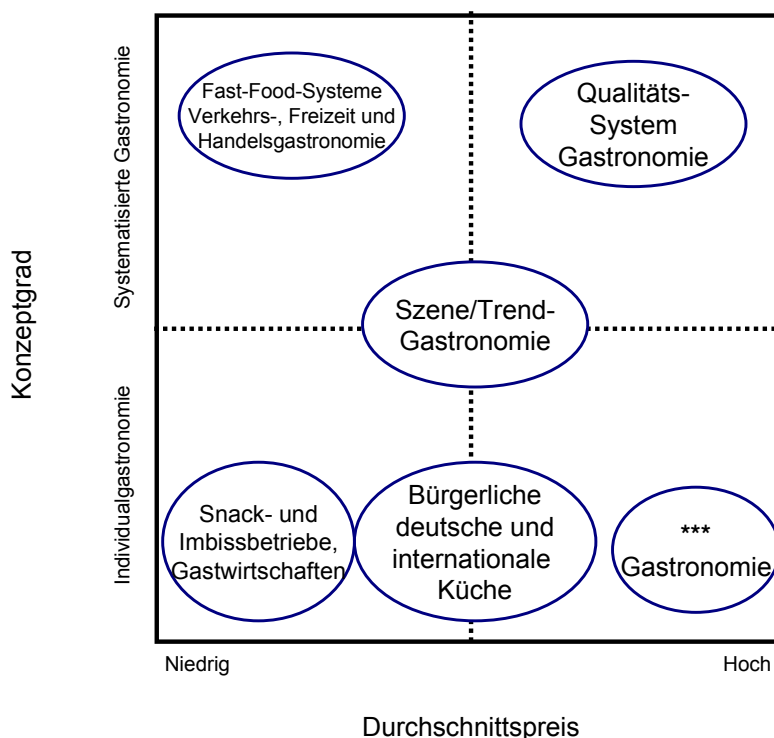 Fast-Food-Systeme
Verkehrs-, Freizeit und
Handelsgastronomie
Qualitäts-
System
Gastronomie
Systematisierte Gastronomie
Konzeptgrad
Szene/Trend-
Gastronomie
Individualgastronomie
Snack- und
Imbissbetriebe,
Gastwirtschaften
Bürgerliche
deutsche und
internationale
Küche
***
Gastronomie
Niedrig
Hoch
Durchschnittspreis